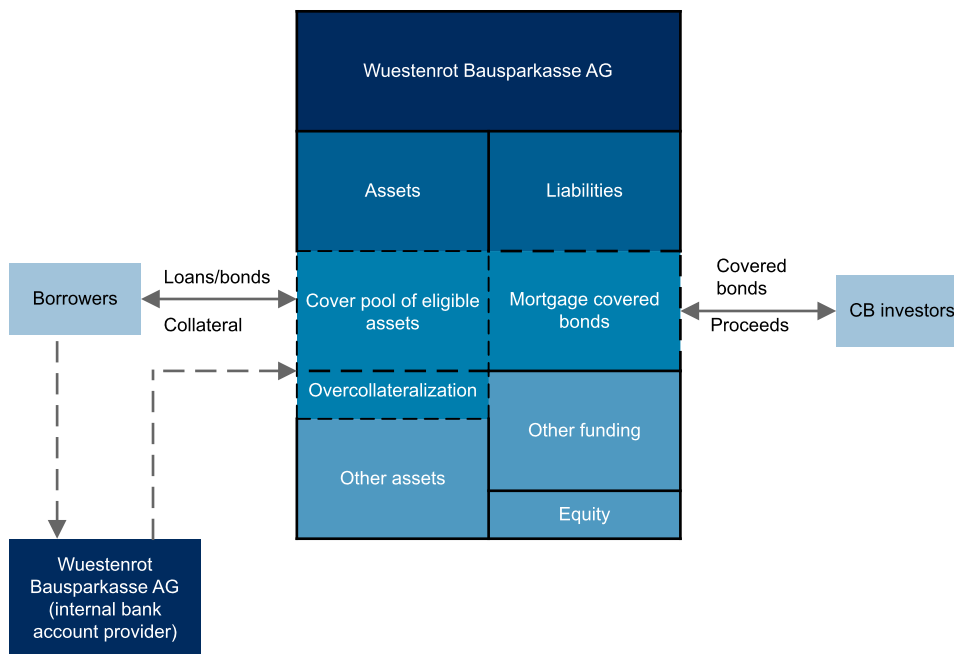 Wuestenrot Bausparkasse AG
Assets
Liabilities
Borrowers
Loans/bonds
Collateral
Cover pool of eligible
assets
Mortgage covered
bonds
Covered
bonds
Proceeds
CB investors
Overcollateralization
Other funding
Other assets
Equity
Wuestenrot
Bausparkasse AG
(internal bank
account provider)